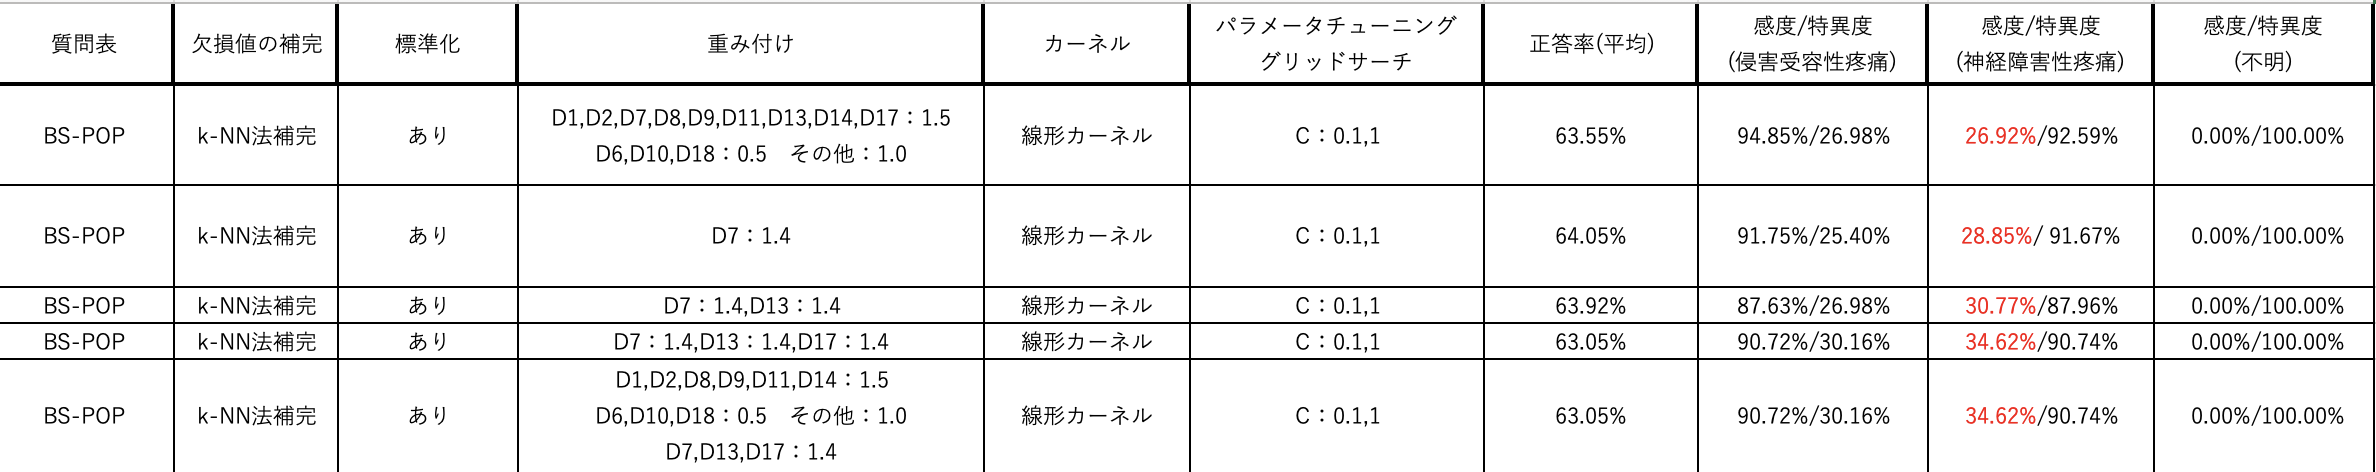 質問表
欠損値の補完
標準化
重み付け
カーネル
パラメータチューニング
グリッドサーチ
正答率(平均)
感度/特異度
(侵害受容性疼痛)
感度/特異度
(神経障害性疼痛)
感度/特異度
(不明)
BS-POP
k-NN法補完
あり
D1,D2,D7,D8,D9,D11,D13,D14,D17：1.5
D6,D10,D18：0.5　その他：1.0
線形カーネル
C：0.1,1
63.55%
94.85%/26.98%
26.92%/92.59%
0.00%/100.00%
BS-POP
k-NN法補完
あり
D7：1.4
線形カーネル
C：0.1,1
64.05%
91.75%/25.40%
28.85%/ 91.67%
0.00%/100.00%
BS-POP
k-NN法補完
あり
D7：1.4,D13：1.4
線形カーネル
C：0.1,1
63.92%
87.63%/26.98%
30.77%/87.96%
0.00%/100.00%
BS-POP
k-NN法補完
あり
D7：1.4,D13：1.4,D17：1.4
線形カーネル
C：0.1,1
63.05%
90.72%/30.16%
34.62%/90.74%
0.00%/100.00%
BS-POP
k-NN法補完
あり
D1,D2,D8,D9,D11,D14：1.5
D6,D10,D18：0.5　その他：1.0
D7,D13,D17：1.4
線形カーネル
C：0.1,1
63.05%
90.72%/30.16%
34.62%/90.74%
0.00%/100.00%